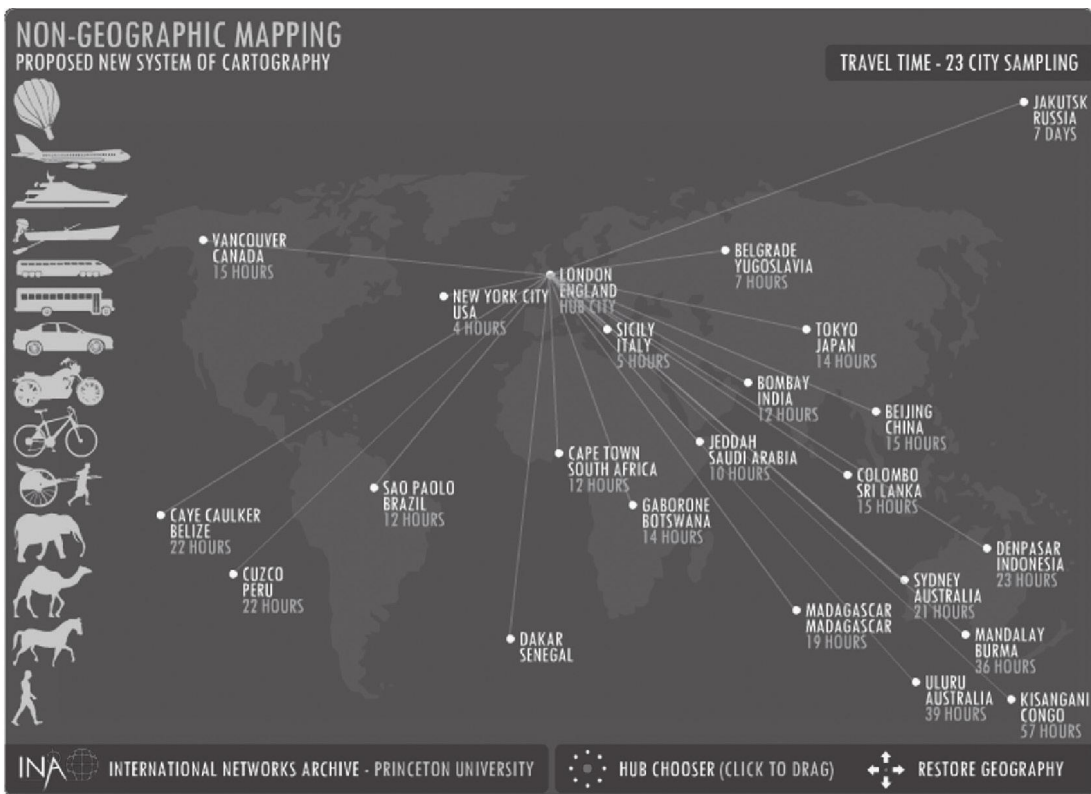 NON-GEOGRAPHIC MAPPING
PROPOSED NEW SYSTEM OF CARTOGRAPHY
TRAVEL TIME - 23 CITY SAMPLING
JAKUTSK
RUSSIA
7 DAYS
VANCOUVER
CANADA
15 HOURS
BELGRADE
YUGOSLAVIA
7 HOURS
LONDON
ENGLAND
HUB CITY
NEW YORK CITY
USA
4 HOURS
SICILY
ITALY
5 HOURS
TOKYO
JAPAN
14 HOURS
BOMBAY
INDIA
12 HOURS
BEIJING
CHINA
15 HOURS
JEDDAH
SAUDI ARABIA
10 HOURS
CAPE TOWN
SOUTH AFRICA
12 HOURS
COLOMBO
SRI LANKA
15 HOURS
SAO PAOLO
BRAZIL
12 HOURS
GABORONE
BOTSWANA
14 HOURS
CAYE CAULKER
BELIZE
22 HOURS
DENPASAR
INDONESIA
23 HOURS
CUZCO
PERU
22 HOURS
SYDNEY
AUSTRALIA
21 HOURS
MADAGASCAR
MADAGASCAR
19 HOURS
DAKAR
SENEGAL
MANDALAY
BURMA
36 HOURS
ULURU
AUSTRALIA
39 HOURS
KISANGANI
CONGO
57 HOURS
INA INTERNATIONAL NETWORKS ARCHIVE - PRINCETON UNIVERSITY
HUB CHOOSER (CLICK TO DRAG)
RESTORE GEOGRAPHY